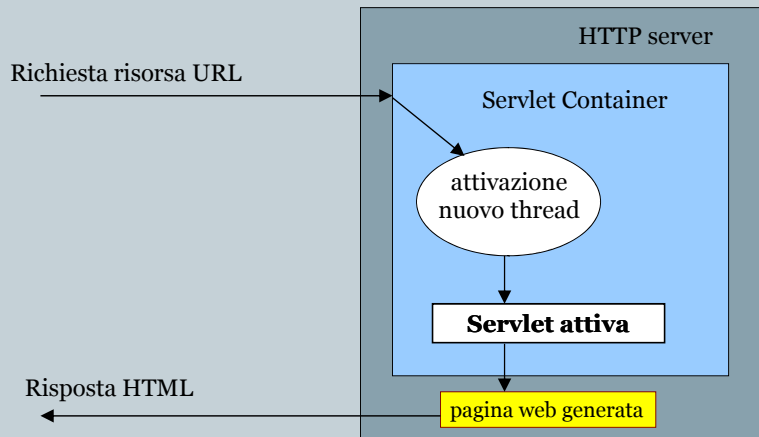 HTTP server
Richiesta risorsa URL
Servlet Container
attivazione
nuovo thread
Servlet attiva
Risposta HTML
pagina web generata